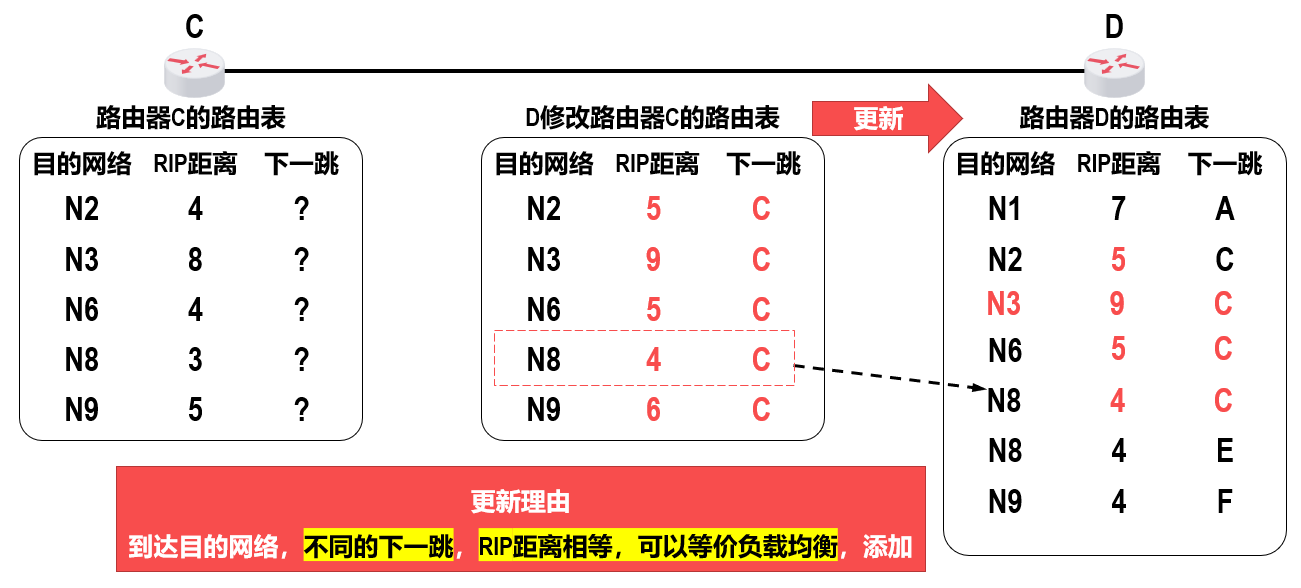 C
D
路由器C的路由表
目的网络 RIP距离 下一跳
N2 4 ?
N3 8 ?
N6 4 ?
N8 3 ?
N9 5 ?
D修改路由器C的路由表
目的网络 RIP距离 下一跳
N2 5 C
N3 9 C
N6 5 C
N8 4 C
N9 6 C
更新
路由器D的路由表
目的网络 RIP距离 下一跳
N1 7 A
N2 5 C
N3 9 C
N6 5 C
N8 4 C
N8 4 E
N9 4 F
更新理由
到达目的网络，不同的下一跳，RIP距离相等，可以等价负载均衡，添加